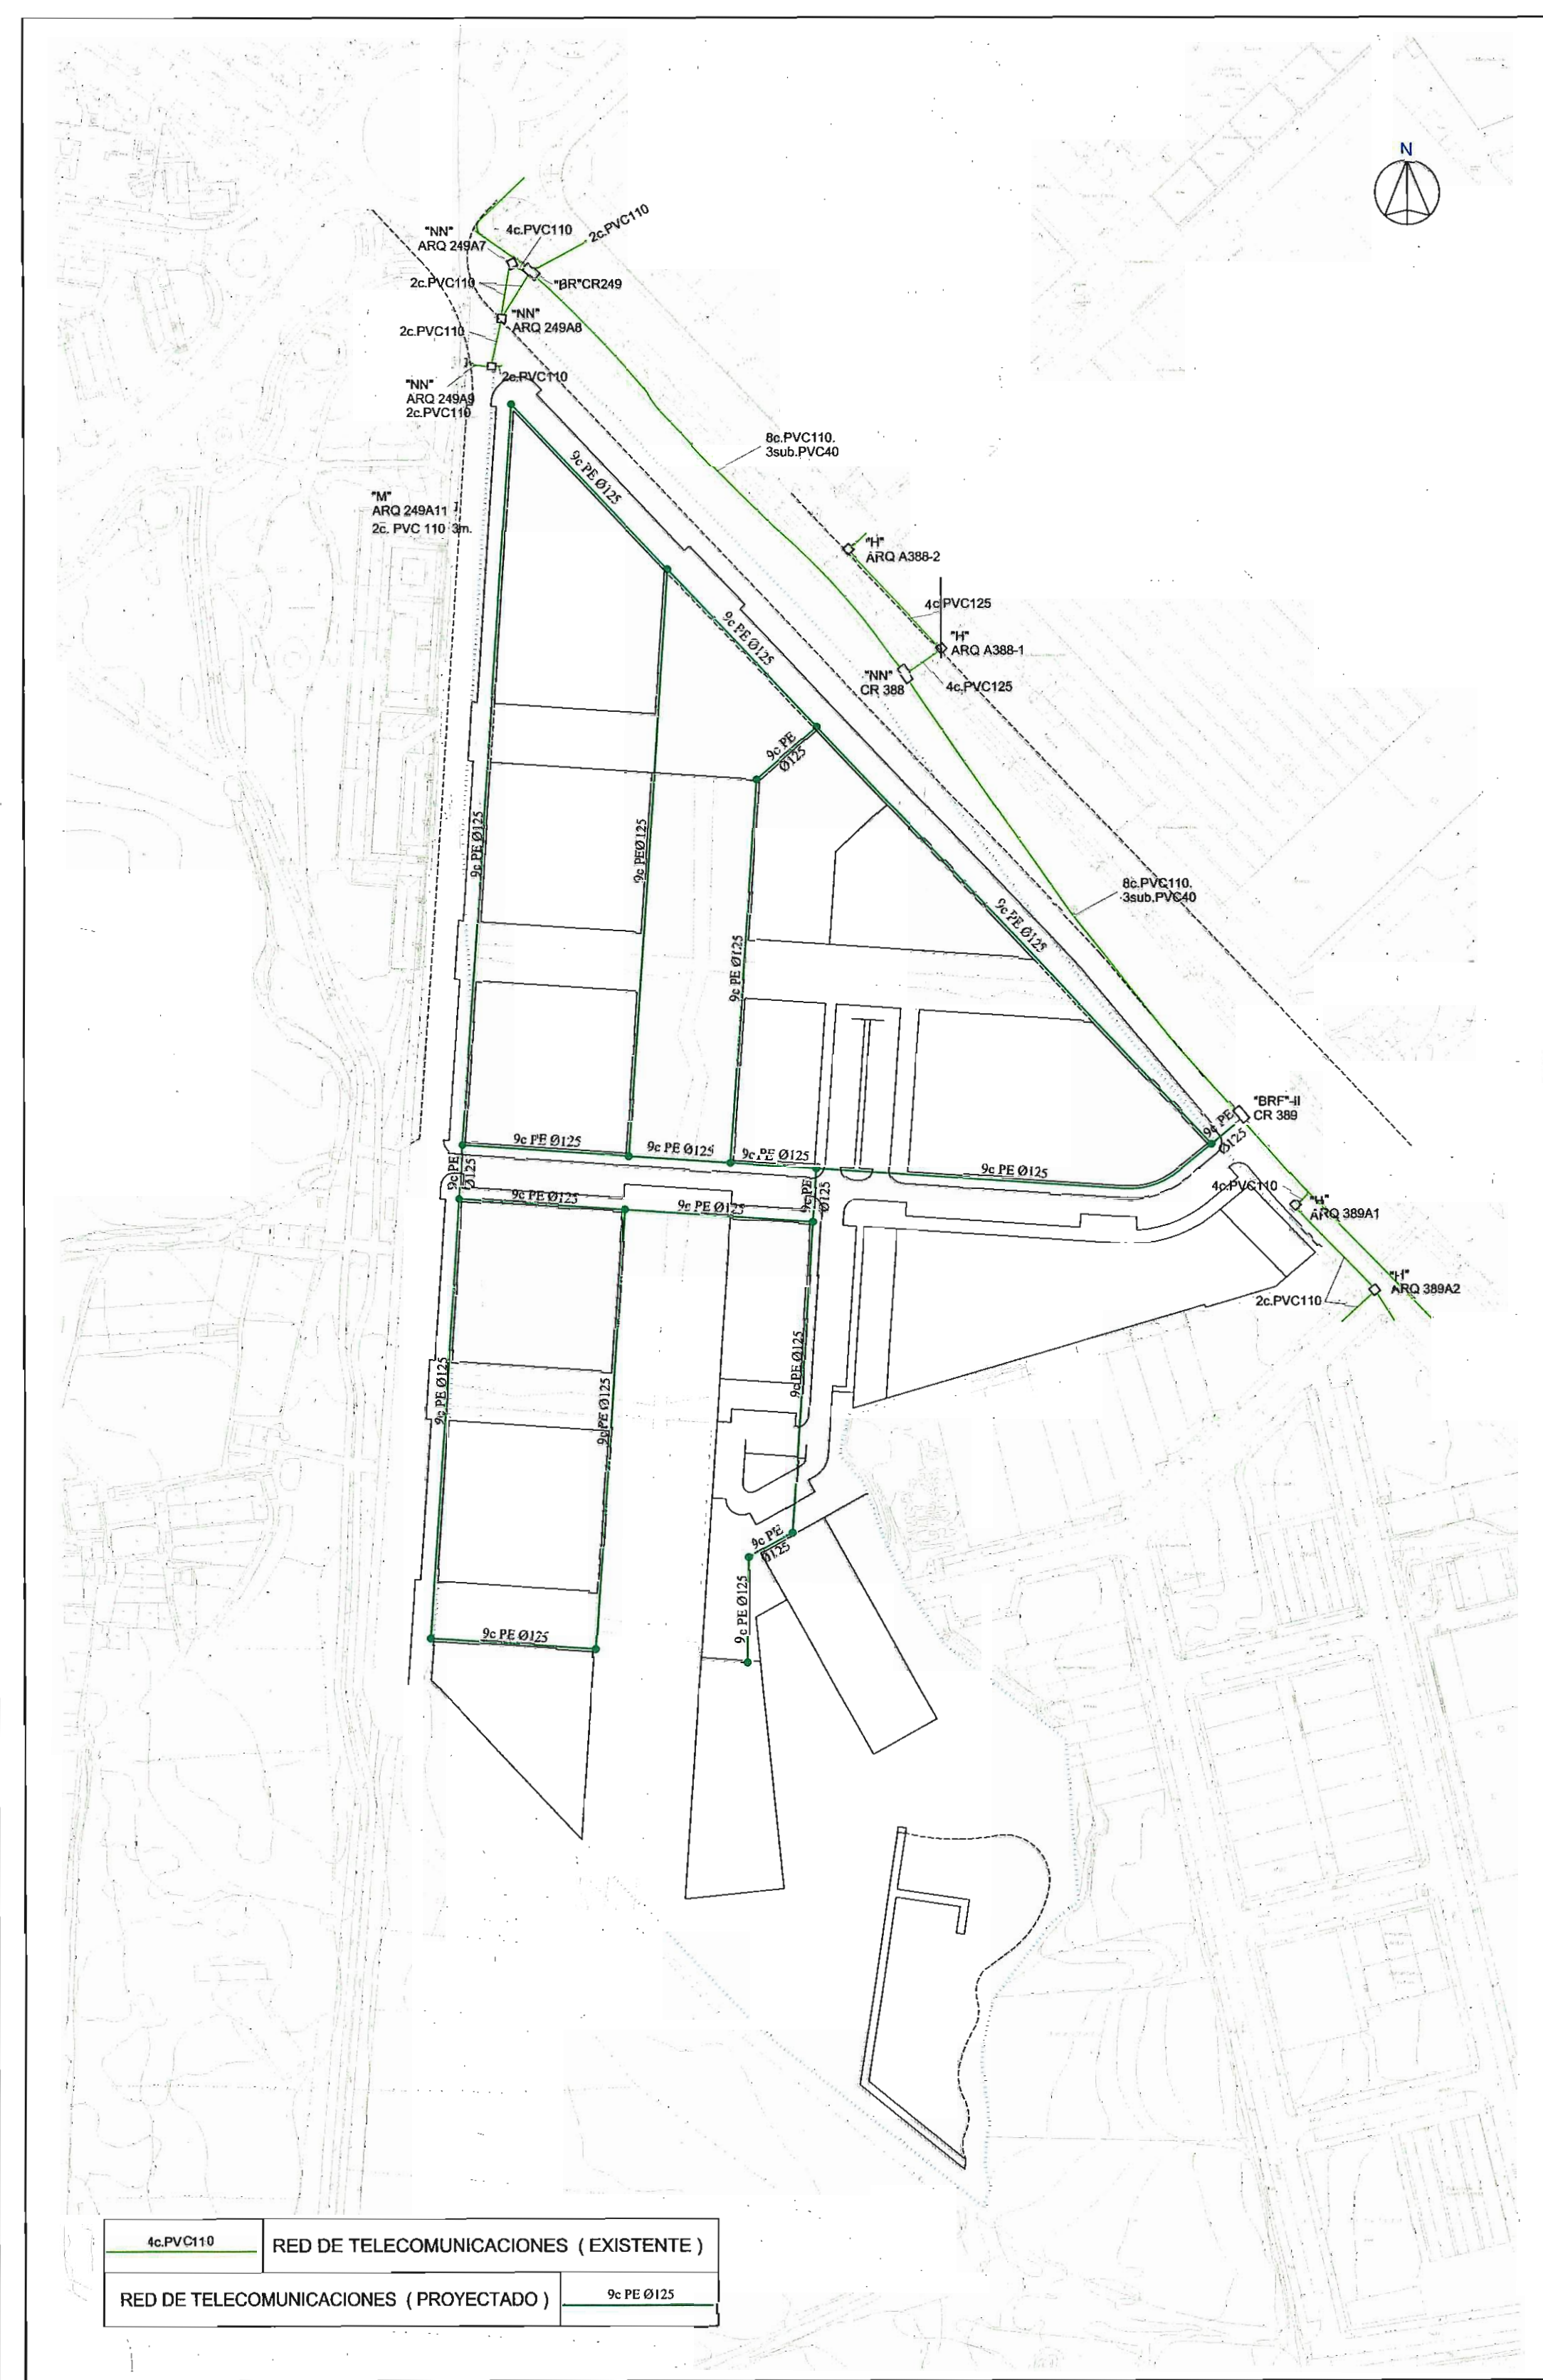 N
2c.PVC110
4c.PVC110
"NN"
ARQ 249A7
2c.PVC110
"BR"CR249
"NN"
ARQ 249A8
2c.PVC110
2c.PVC110
"NN"
ARQ 249A9
2c.PVC110
8c.PVC110.
3sub.PVC40
9c PE Ø125
"M"
ARQ 249A11
2c. PVC 110 3m.
"H"
ARQ A388-2
4c.PVC125
"H"
ARQ A388-1
9c PE Ø125
"NN"
CR 388
4c.PVC125
9c PE
Ø125
9c PE Ø125
9c PEØ125
8c.PVC110.
3sub.PVC40
9c PE Ø125
9c PE Ø125
"BRF"-II
CR 389
9c PE
Ø125
9c PE Ø125
9c PE Ø125
9c PE Ø125
9c PE Ø125
9c PE
Ø125
4c.PVC110
"H"
ARQ 389A1
9c PE Ø125
9c PE Ø125
9c PE
Ø125
"H"
ARQ 389A2
2c.PVC110
9c PE Ø125
9c PE Ø125
9c PE Ø125
9c PE
Ø125
9c PE Ø125
9c PE Ø125
4c.PVC110
RED DE TELECOMUNICACIONES ( EXISTENTE )
RED DE TELECOMUNICACIONES ( PROYECTADO )
9c PE Ø125